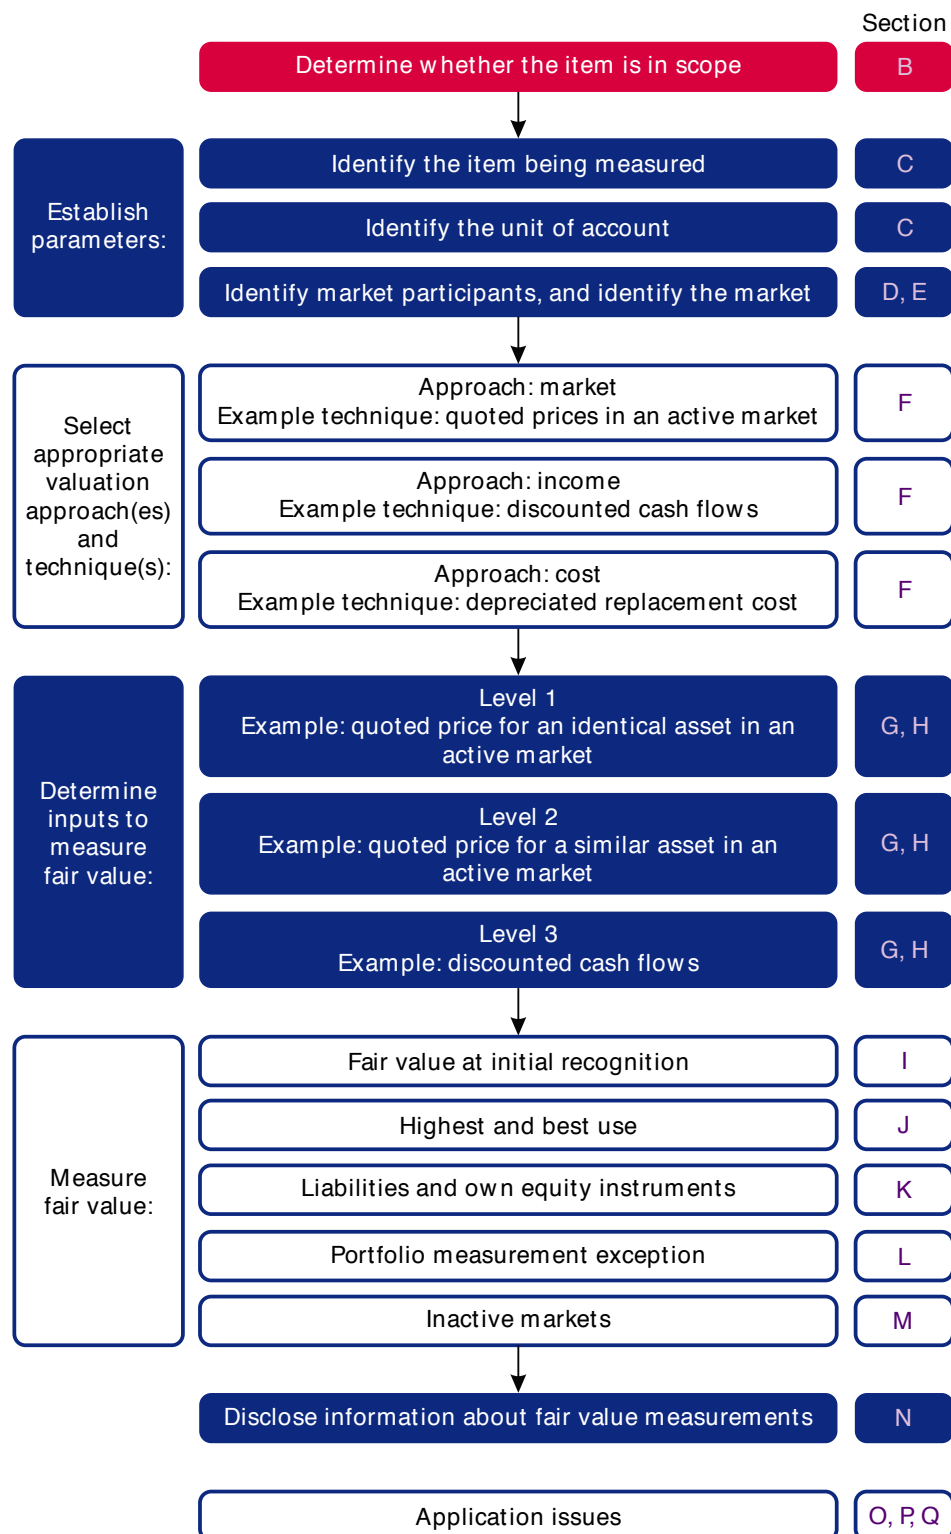 Section
Determine whether the item is in scope
B
Establish
parameters:
Identify the item being measured
C
Identify the unit of account
C
Identify market participants, and identify the market
D, E
Select
appropriate
valuation
approach(es)
and
technique(s):
Approach: market
Example technique: quoted prices in an active market
F
Approach: income
Example technique: discounted cash flows
F
Approach: cost
Example technique: depreciated replacement cost
F
Determine
inputs to
measure
fair value:
Level 1
Example: quoted price for an identical asset in an
active market
G, H
Level 2
Example: quoted price for a similar asset in an
active market
G, H
Level 3
Example: discounted cash flows
G, H
Measure
fair value:
Fair value at initial recognition
I
Highest and best use
J
Liabilities and own equity instruments
K
Portfolio measurement exception
L
Inactive markets
M
Disclose information about fair value measurements
N
Application issues
O, P, Q